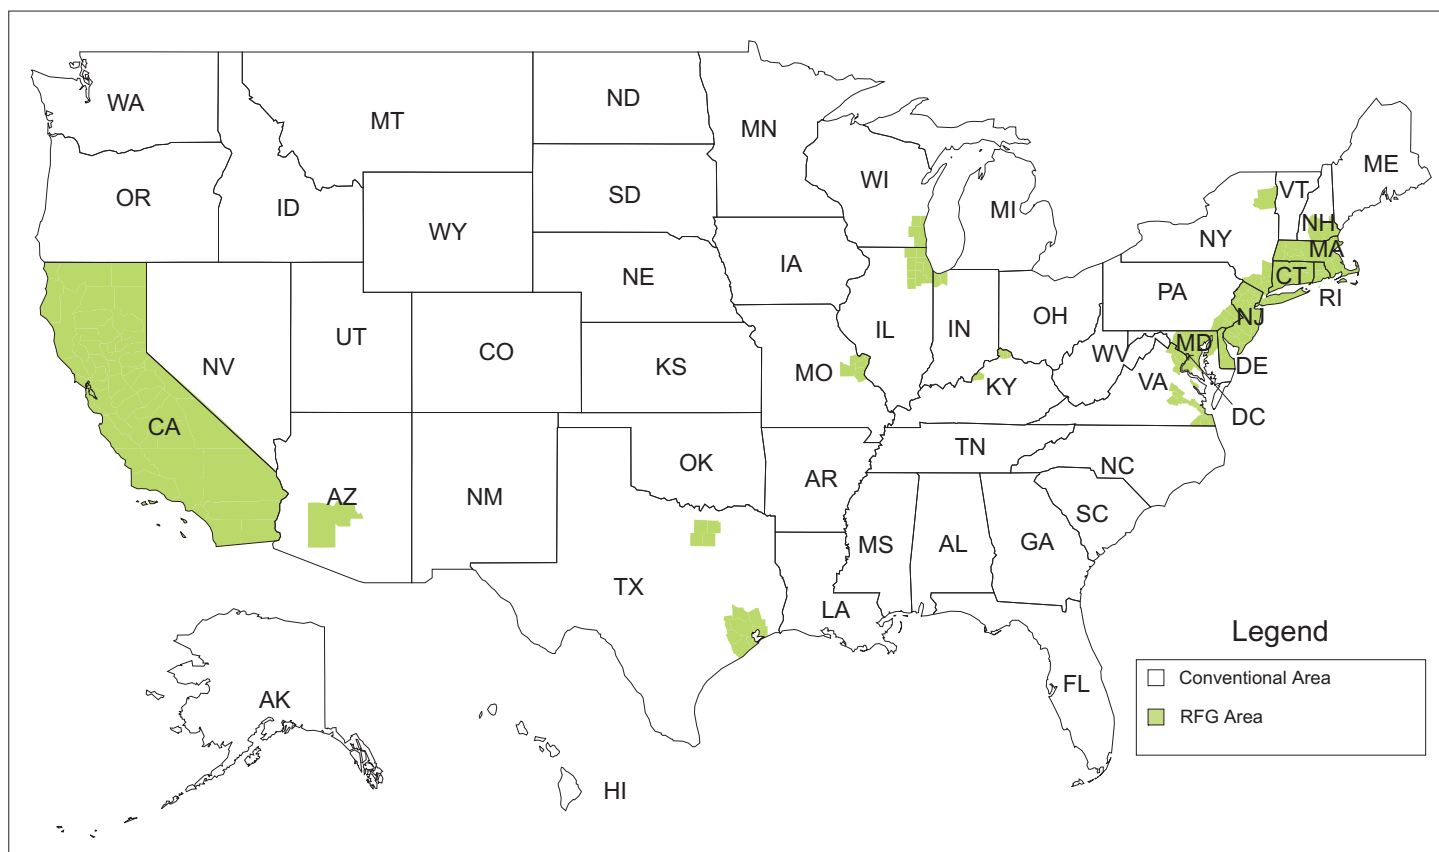 WA
MT
ND
MN
OR
ID
WY
SD
WI
MI
NY
VT
NH
ME
MA
CT
RI
NE
IA
PA
NJ
NV
UT
CO
KS
MO
IL
IN
OH
WV
MD
DE
VA
DC
KY
CA
AZ
NM
OK
AR
TN
NC
SC
MS
AL
GA
TX
LA
FL
AK
HI
Legend
Conventional Area
RFG Area